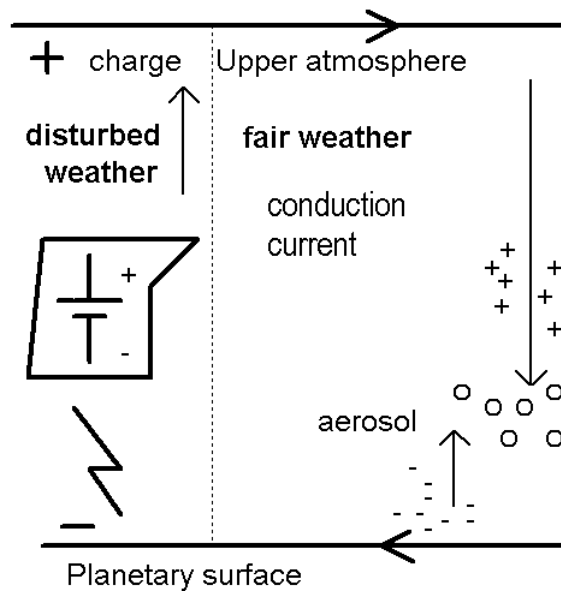 + charge
Upper atmosphere
disturbed
weather
fair weather
conduction
current
+
-
aerosol
Planetary surface